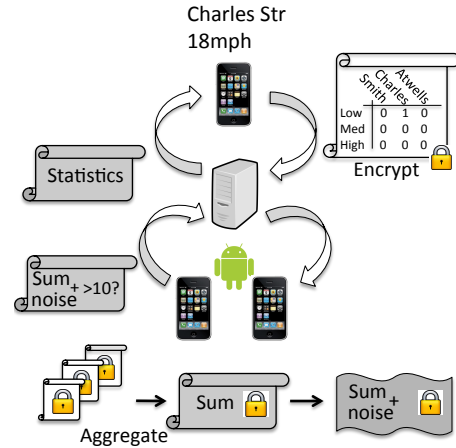 Charles Str
18mph
Smith Charles Atwells
Low 0 1 0
Med 0 0 0
High 0 0 0
Encrypt
Statistics
Sum + >10?
noise
Aggregate
Sum
Sum +
noise